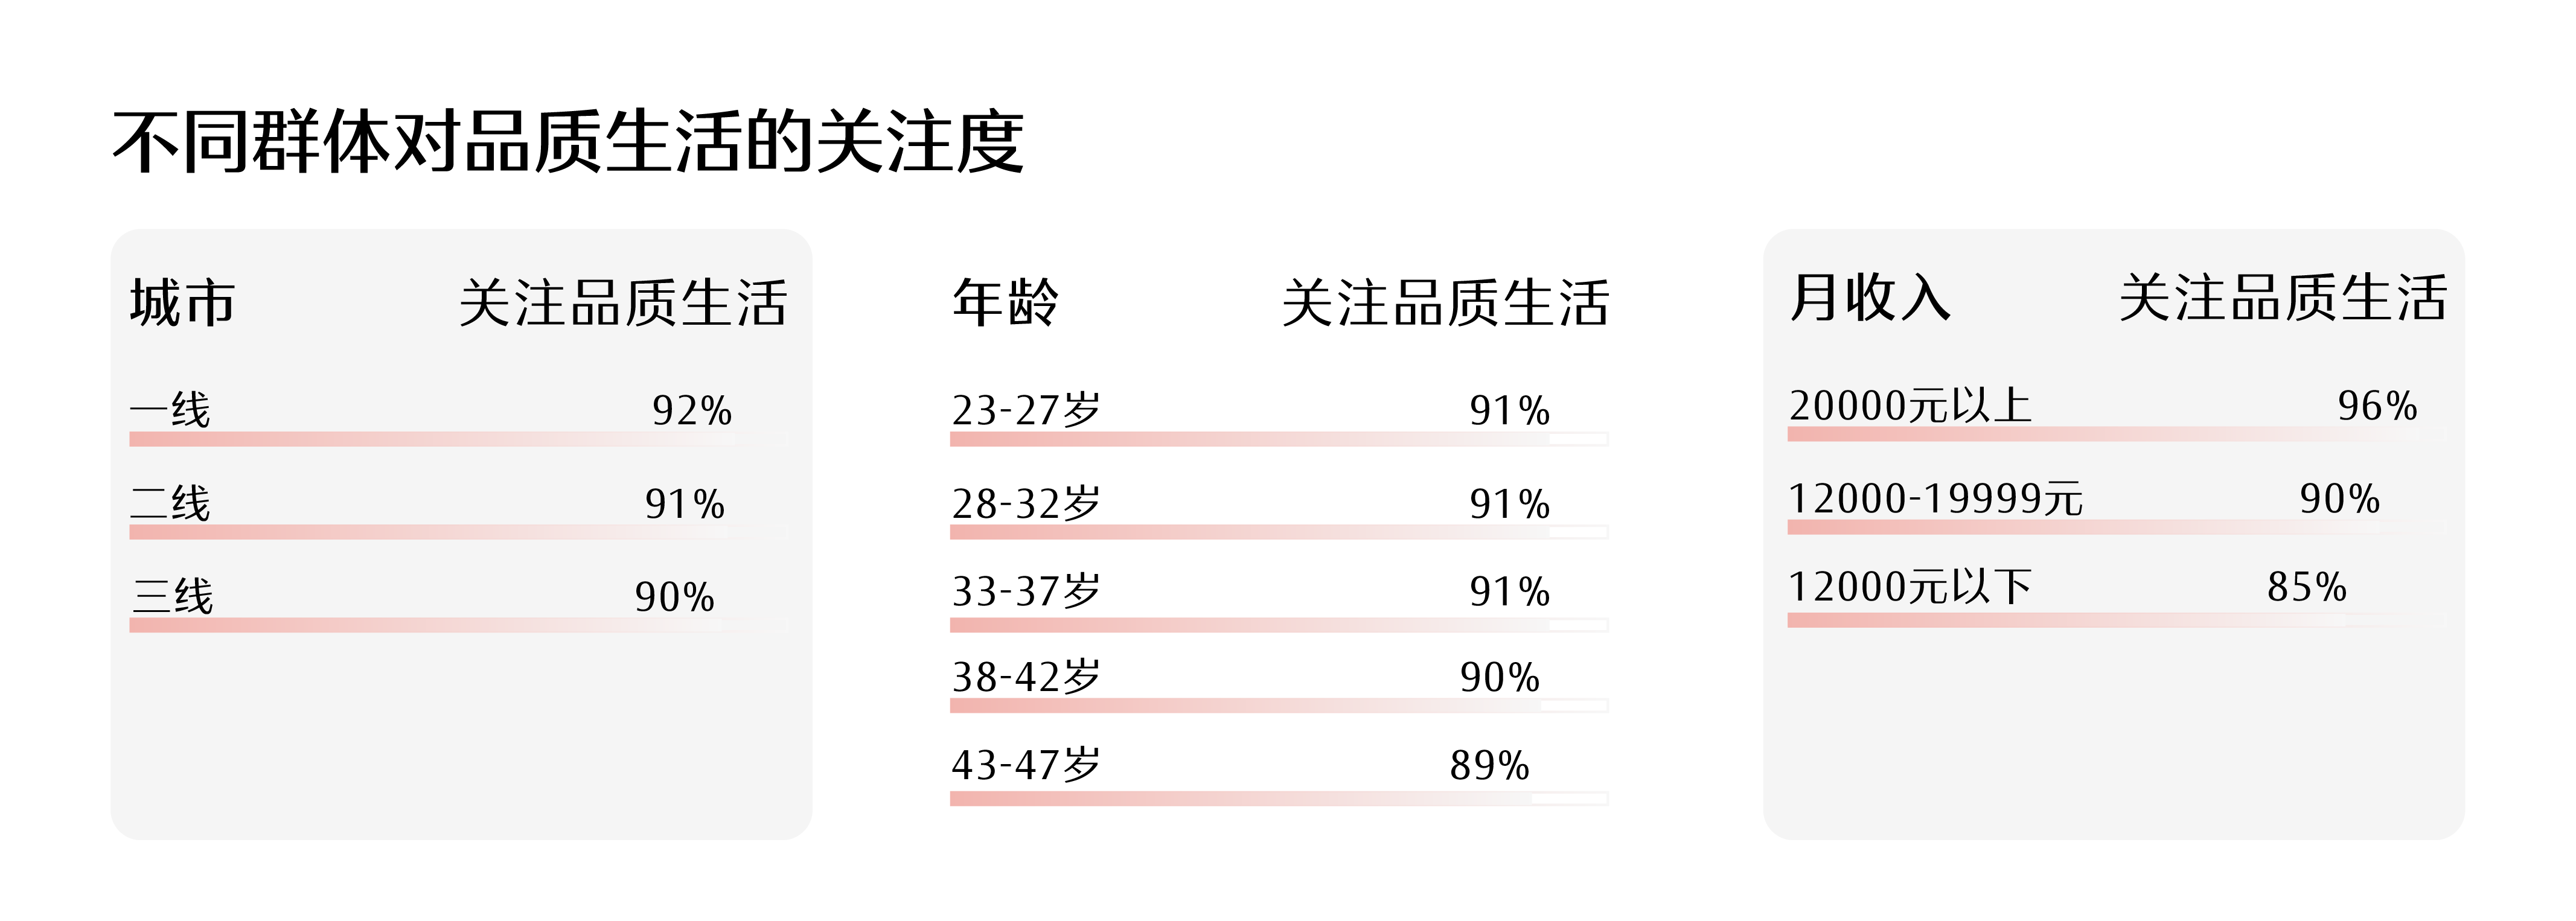 不同群体对品质生活的关注度
城市 关注品质生活
一线 92%
二线 91%
三线 90%
年龄 关注品质生活
23-27岁 91%
28-32岁 91%
33-37岁 91%
38-42岁 90%
43-47岁 89%
月收入 关注品质生活
20000元以上 96%
12000-19999元 90%
12000元以下 85%